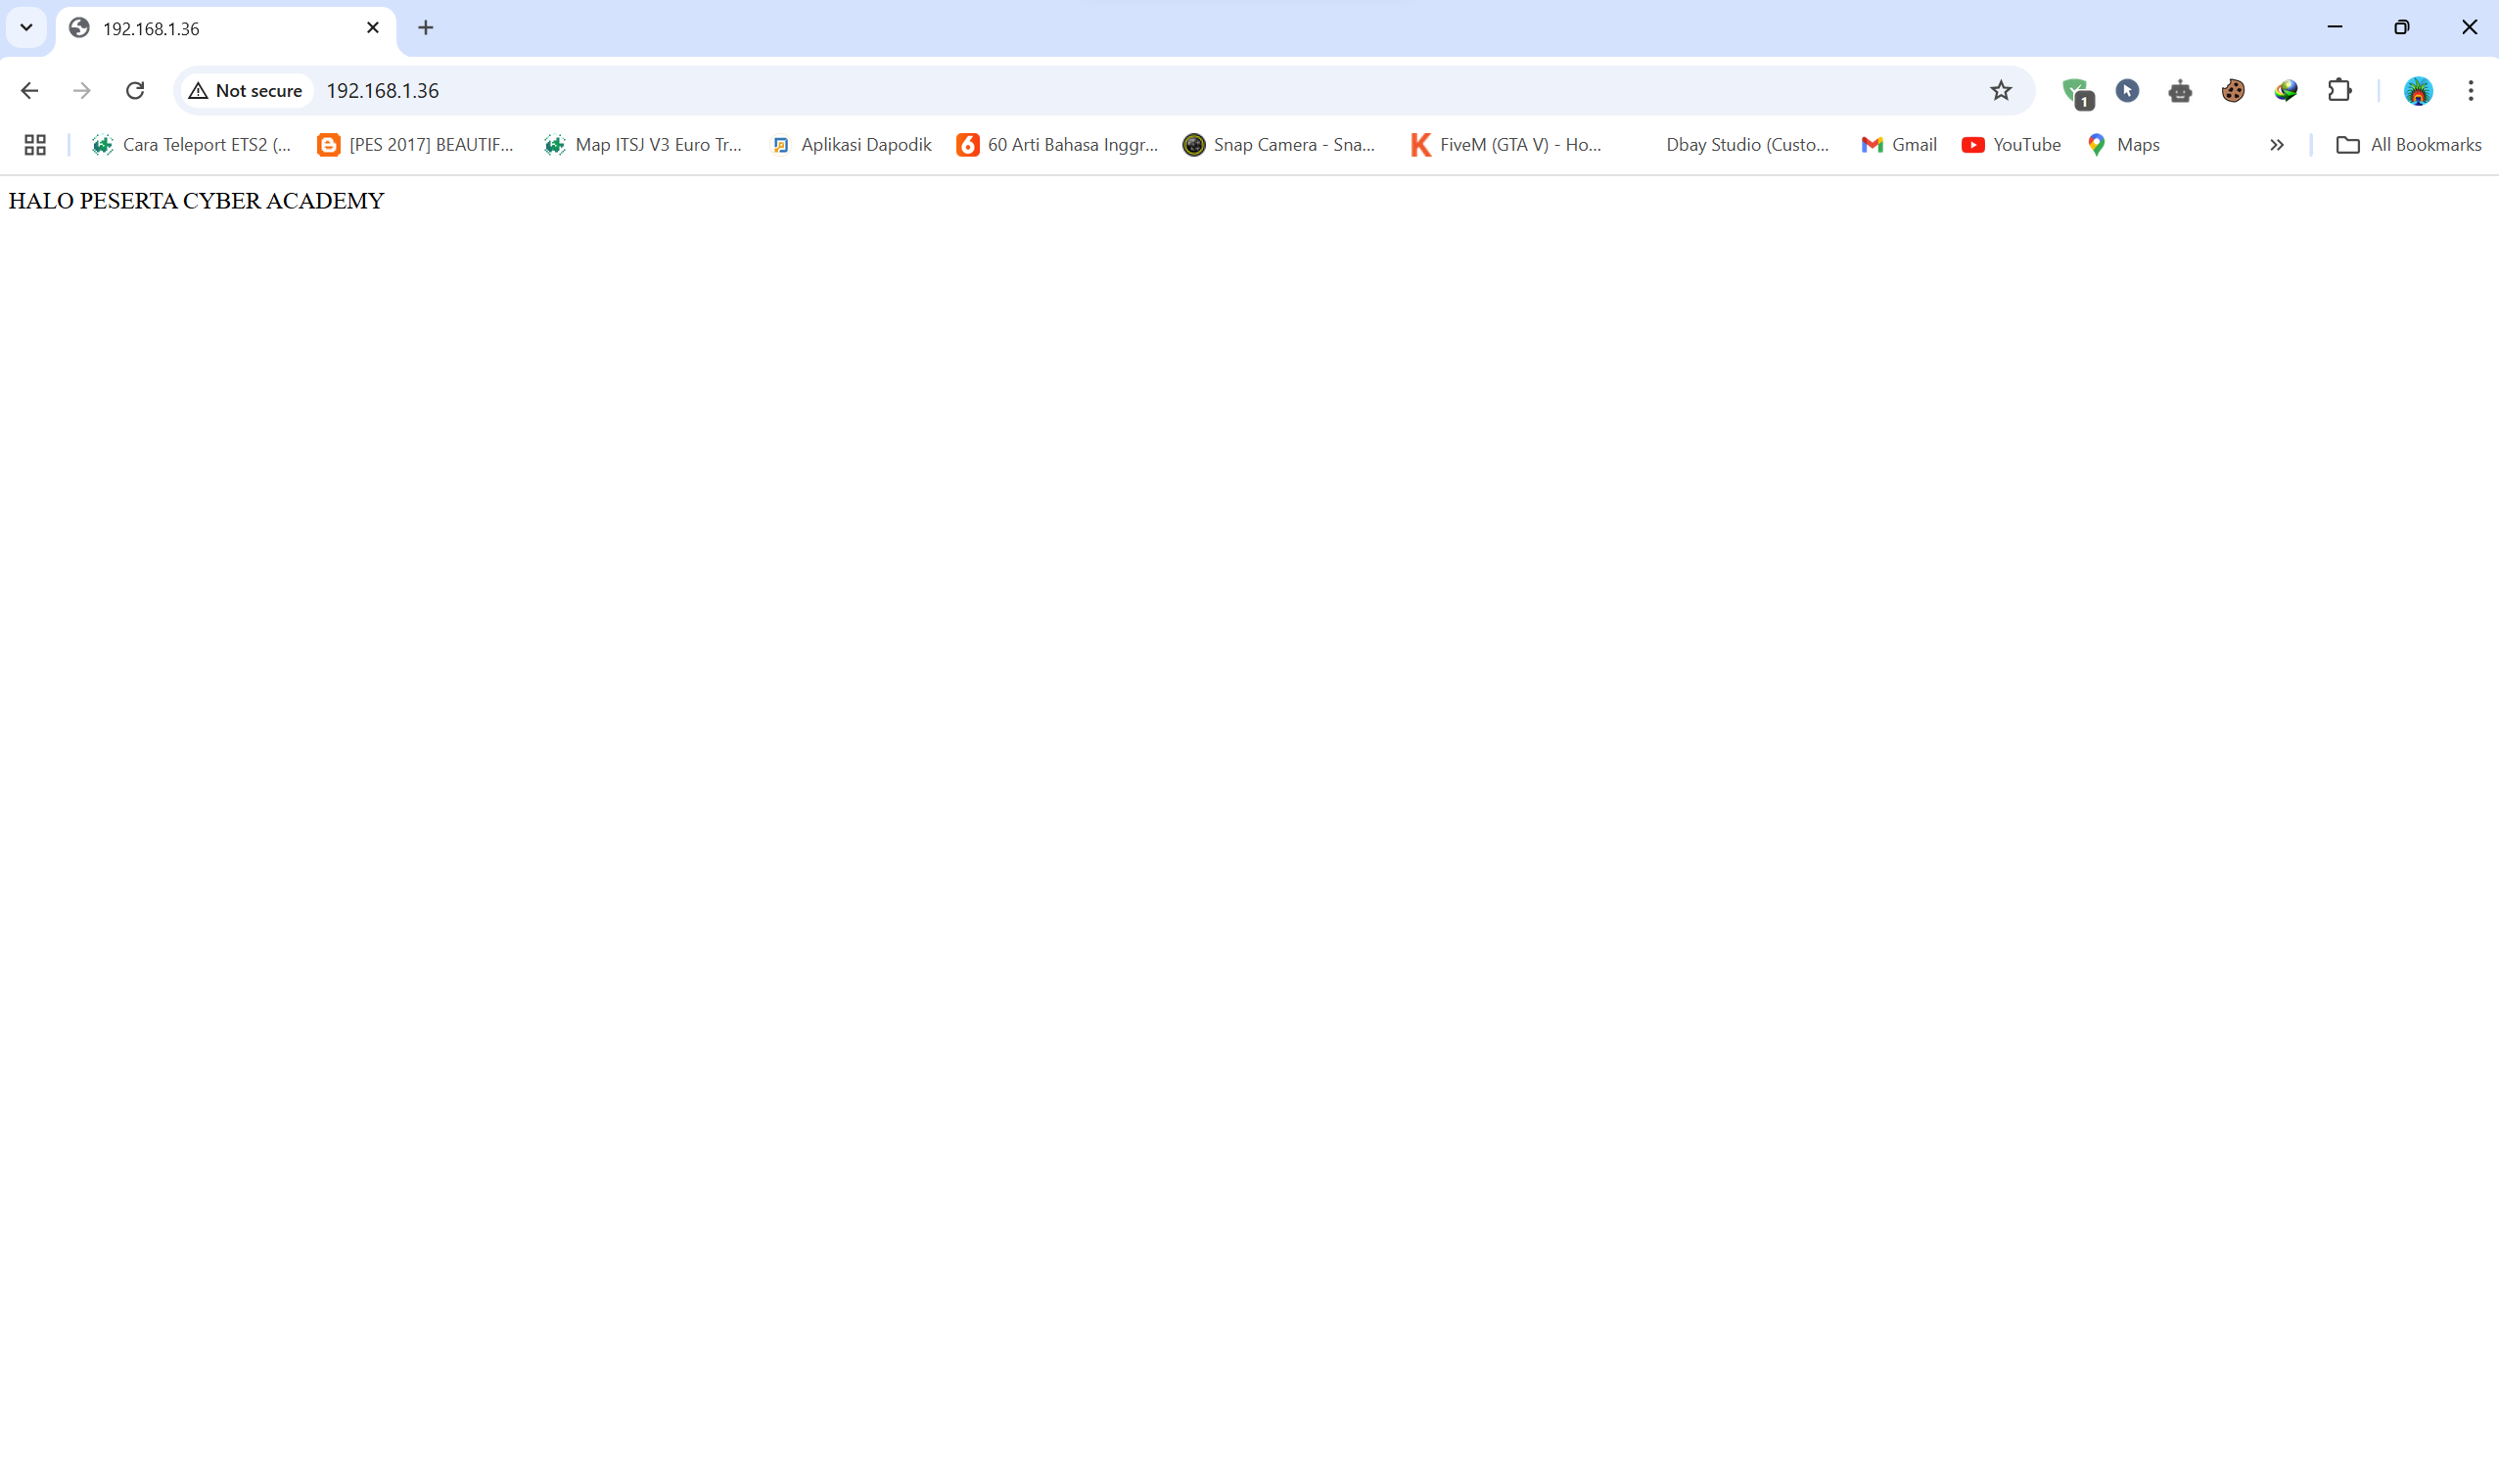 192.168.1.36
Not secure 192.168.1.36
1
Cara Teleport ETS2 (... [PES 2017] BEAUTIF... Map ITSJ V3 Euro Tr... Aplikasi Dapodik 60 Arti Bahasa Inggr... Snap Camera - Sna... FiveM (GTA V) - Ho... Dbay Studio (Custo... Gmail YouTube Maps All Bookmarks
HALO PESERTA CYBER ACADEMY